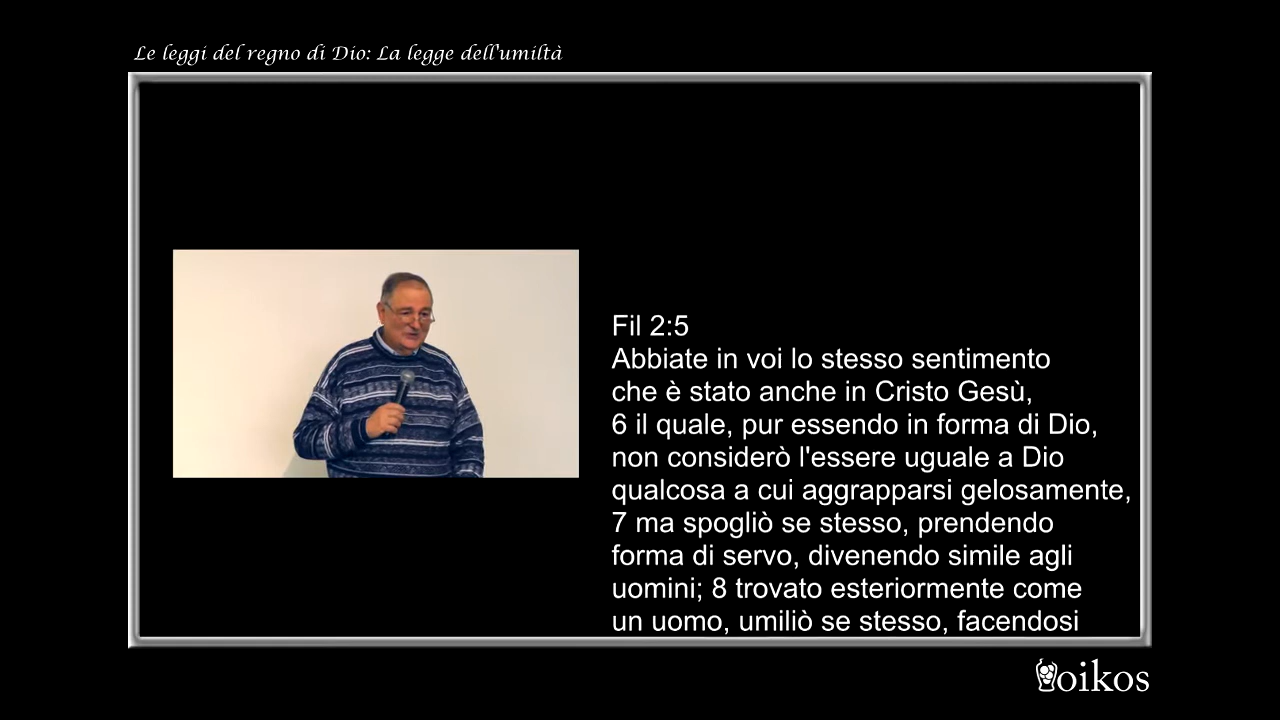 Le leggi del regno di Dio: La legge dell'umiltà
Fil 2:5
Abbiate in voi lo stesso sentimento
che è stato anche in Cristo Gesù,
6 il quale, pur essendo in forma di Dio,
non considerò l'essere uguale a Dio
qualcosa a cui aggrapparsi gelosamente,
7 ma spogliò se stesso, prendendo
forma di servo, divenendo simile agli
uomini; 8 trovato esteriormente come
un uomo, umiliò se stesso, facendosi
oikos